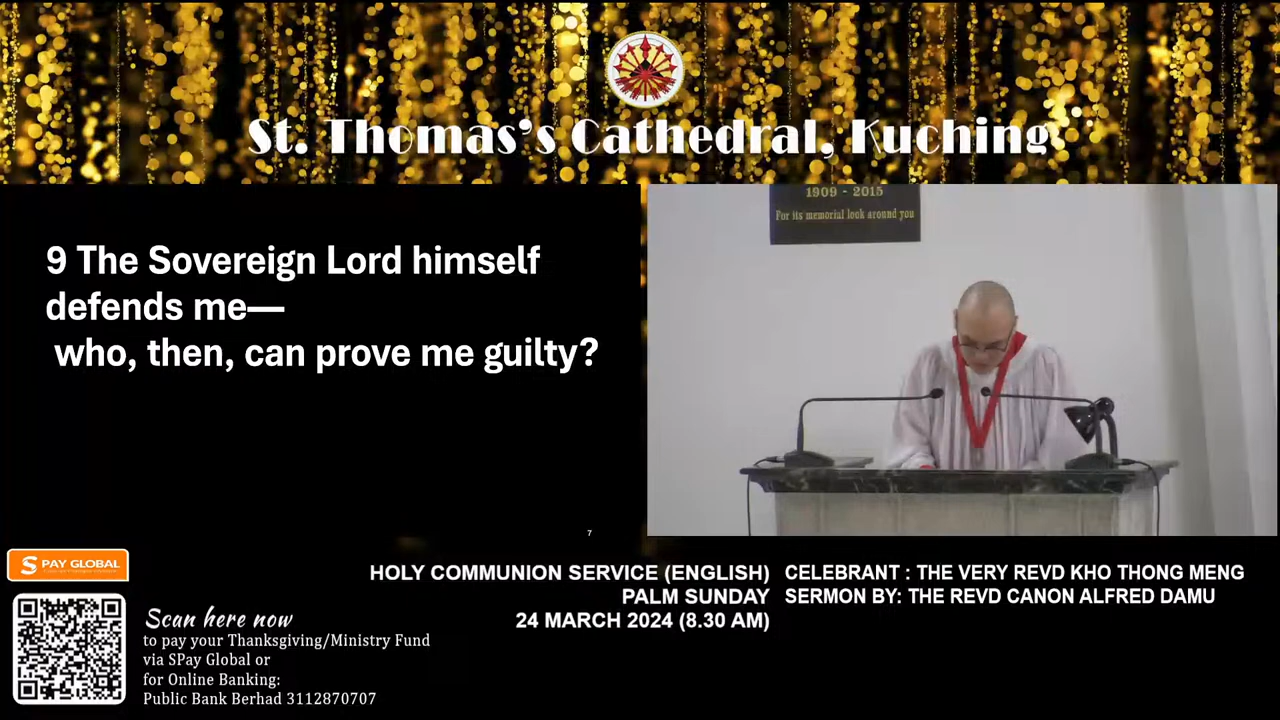 St. Thomas's Cathedral, Kuching
9 The Sovereign Lord himself
defends me—
who, then, can prove me guilty?
7
1909 - 2015
For its memorial look around you
S PAY GLOBAL
Scan here now
to pay your Thanksgiving/Ministry Fund
via SPay Global or
for Online Banking:
Public Bank Berhad 3112870707
HOLY COMMUNION SERVICE (ENGLISH)
PALM SUNDAY
24 MARCH 2024 (8.30 AM)
CELEBRANT : THE VERY REVD KHO THONG MENG
SERMON BY: THE REVD CANON ALFRED DAMU